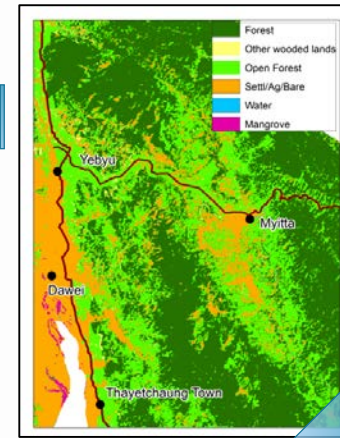 Forest
Other wooded lands
Open Forest
Settl/Ag/Bare
Water
Mangrove
Yebyu
Myitta
Dawei
Thayetchaung Town